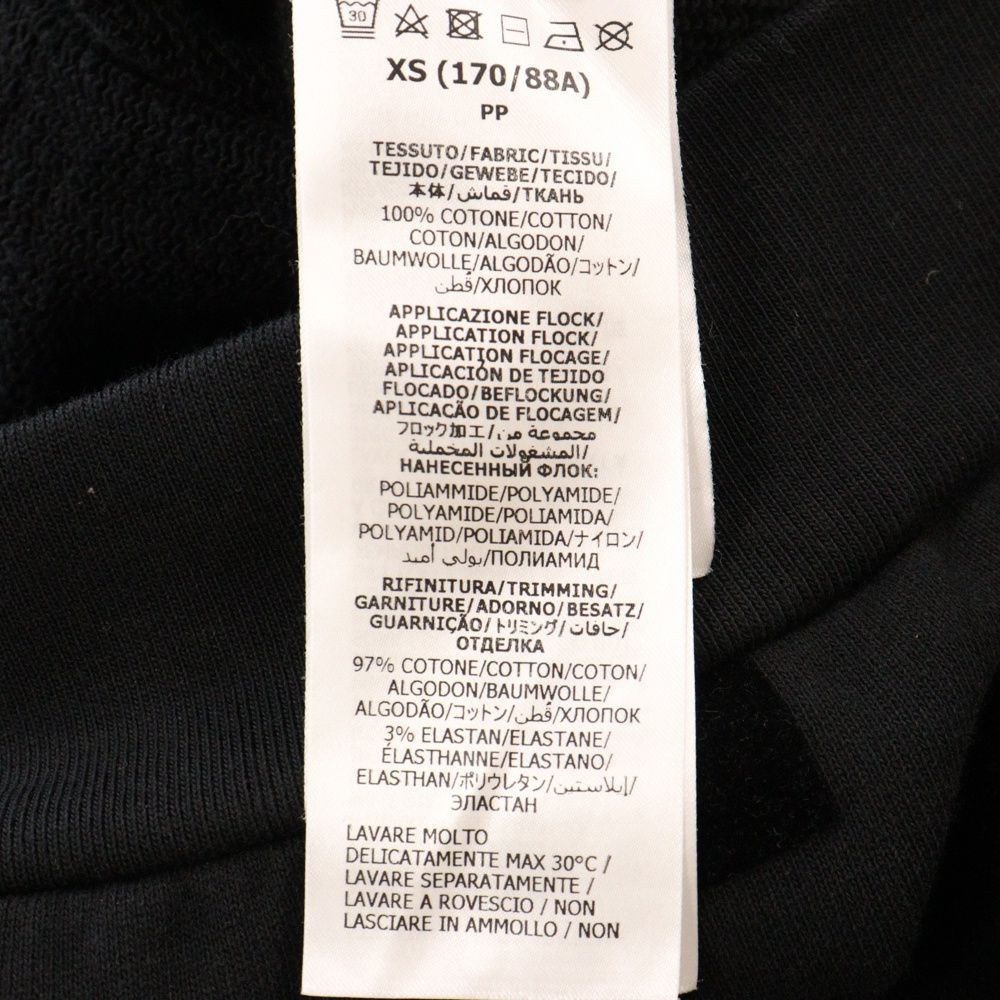 30
XS (170/88A)
PP
TESSUTO/FABRIC/TISSU/
TEJIDO/GEWEBE/TECIDO/
本体/قماش/ТКАНЬ
100% COTONE/COTTON/
COTON/ALGODON/
BAUMWOLLE/ALGODÃO/コットン/
قطن/ХЛОПОК
APPLICAZIONE FLOCK/
APPLICATION FLOCK/
APPLICATION FLOCAGE/
APLICACIÓN DE TEJIDO
FLOCADO/BEFLOCKUNG/
APLICAÇÃO DE FLOCAGEM/
フロック加工/مجموعة من
المشغولات المخملية/
НАНЕСЕННЫЙ ФЛОК:
POLIAMMIDE/POLYAMIDE/
POLYAMIDE/POLIAMIDA/
POLYAMID/POLIAMIDA/ナイロン/
بولي أميد/ПОЛИАМИД
RIFINITURA/TRIMMING/
GARNITURE/ADORNO/BESATZ/
GUARNIÇÃO/トリミング/حافات/
ОТДЕЛКА
97% COTONE/COTTON/COTON/
ALGODON/BAUMWOLLE/
ALGODÃO/コットン/قطن/ХЛОПОК
3% ELASTAN/ELASTANE/
ÉLASTHANNE/ELASTANO/
ELASTHAN/ポリウレタン/إيلاستين/
ЭЛАСТАН
LAVARE MOLTO
DELICATAMENTE MAX 30°C /
LAVARE SEPARATAMENTE /
LAVARE A ROVESCIO / NON
LASCIARE IN AMMOLLO / NON